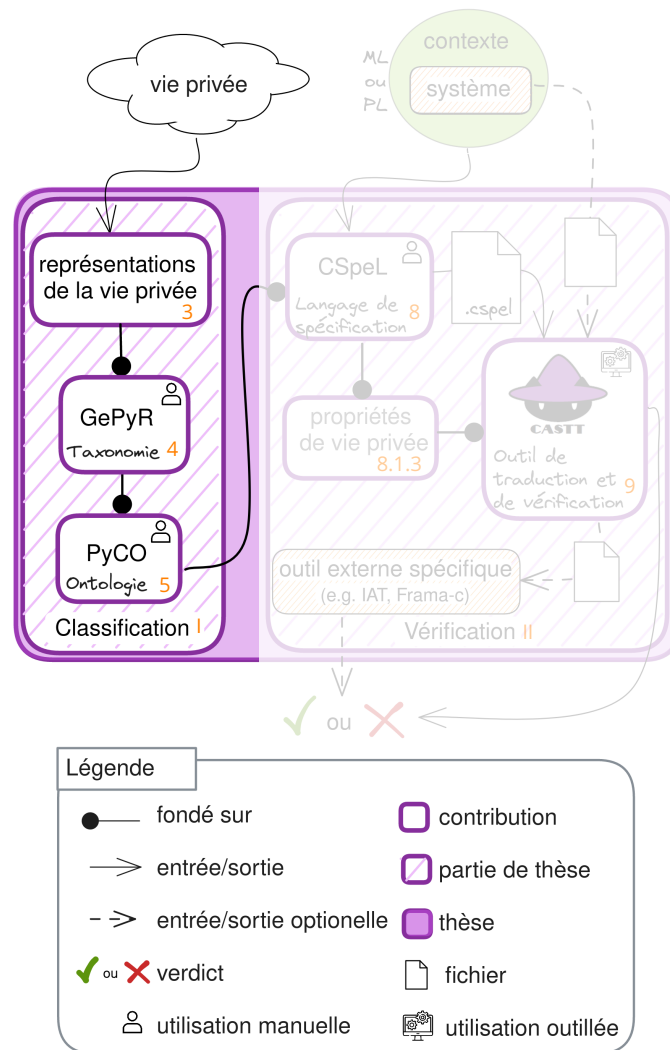 vie privée
contexte
ML
ou
PL
système
représentations
de la vie privée
3
CSpeL
Langage de
spécification 8
.cspel
GePyR
Taxonomie 4
propriétés
de vie privée
8.1.3
CASTT
Outil de
traduction et
de vérification 9
PyCO
Ontologie 5
outil externe spécifique
(e.g. IAT, Frama-c)
Classification I
Vérification II
ou
Légende
fondé sur
contribution
entrée/sortie
partie de thèse
entrée/sortie optionelle
thèse
ou verdict
fichier
utilisation manuelle
utilisation outillée